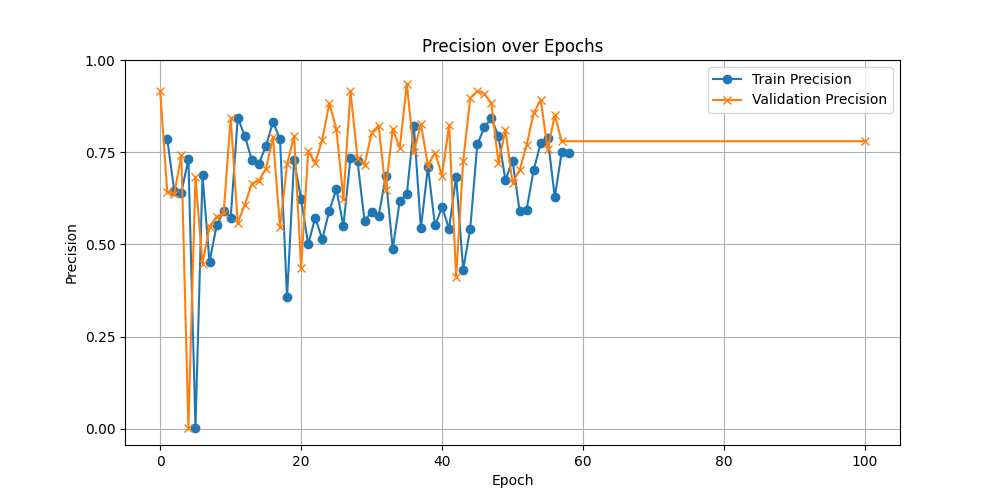 Precision over Epochs
Train Precision
Validation Precision
Precision
1.00
0.75
0.50
0.25
0.00
0 20 40 60 80 100
Epoch